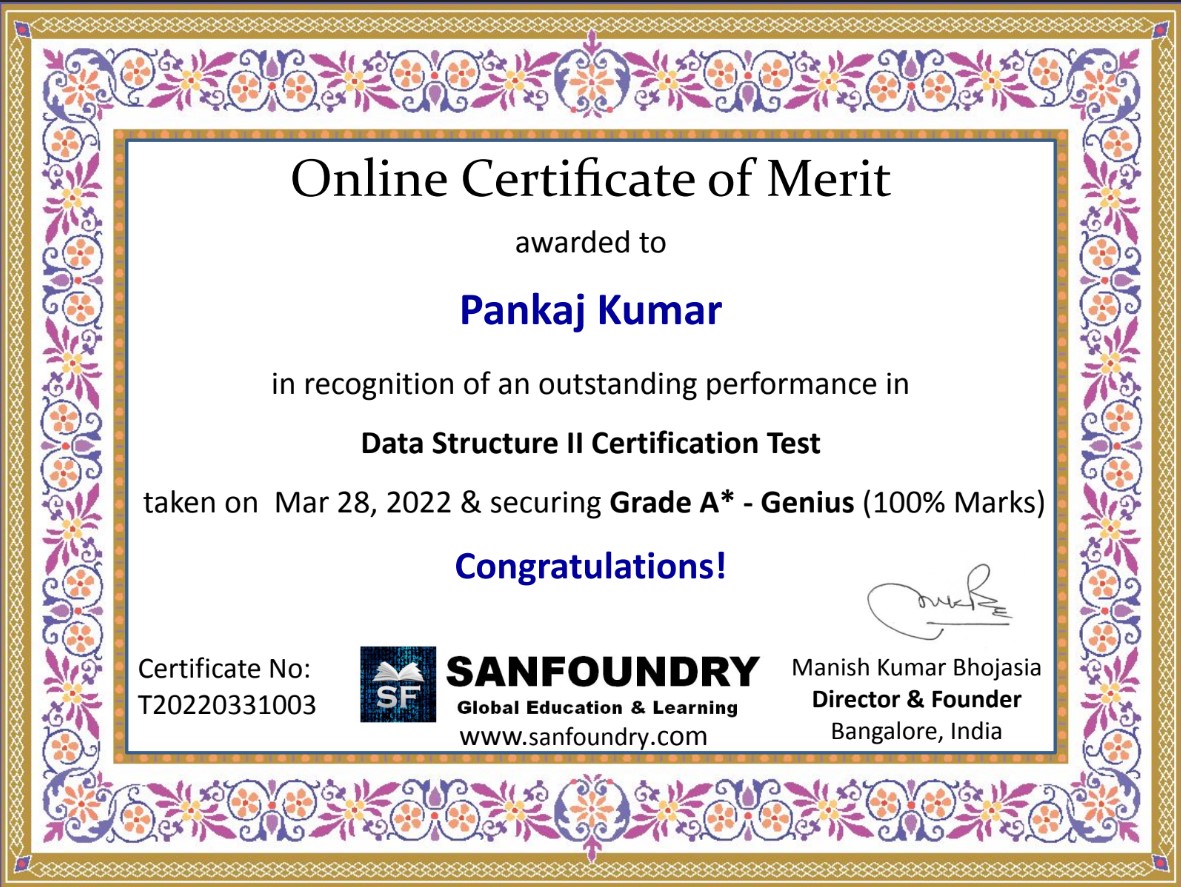 Online Certificate of Merit
awarded to
Pankaj Kumar
in recognition of an outstanding performance in
Data Structure II Certification Test
taken on  Mar 28, 2022 & securing Grade A* - Genius (100% Marks)
Congratulations!
Certificate No:
T20220331003
SF
SANFOUNDRY
Global Education & Learning
www.sanfoundry.com
Manish Kumar Bhojasia
Director & Founder
Bangalore, India